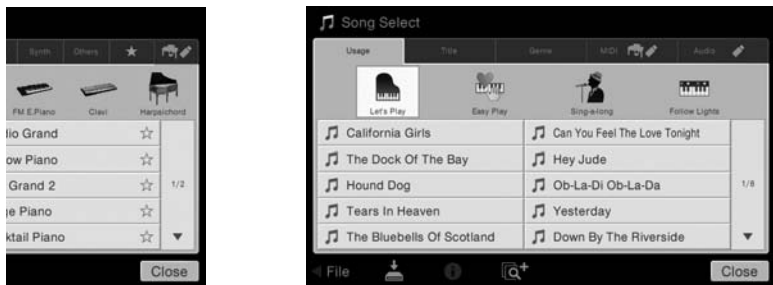 Synth Others
FM E.Piano Clavi Harpsichord
dio Grand
ow Piano
Grand 2
ge Piano
ktail Piano
1/2
Close
Song Select
Usage Title Genre MIDI Audio
Let's Play Easy Play Sing-a-long Follow Lights
California Girls
Can You Feel The Love Tonight
The Dock Of The Bay
Hey Jude
Hound Dog
Ob-La-Di Ob-La-Da
Tears In Heaven
Yesterday
The Bluebells Of Scotland
Down By The Riverside
1/8
File
Close